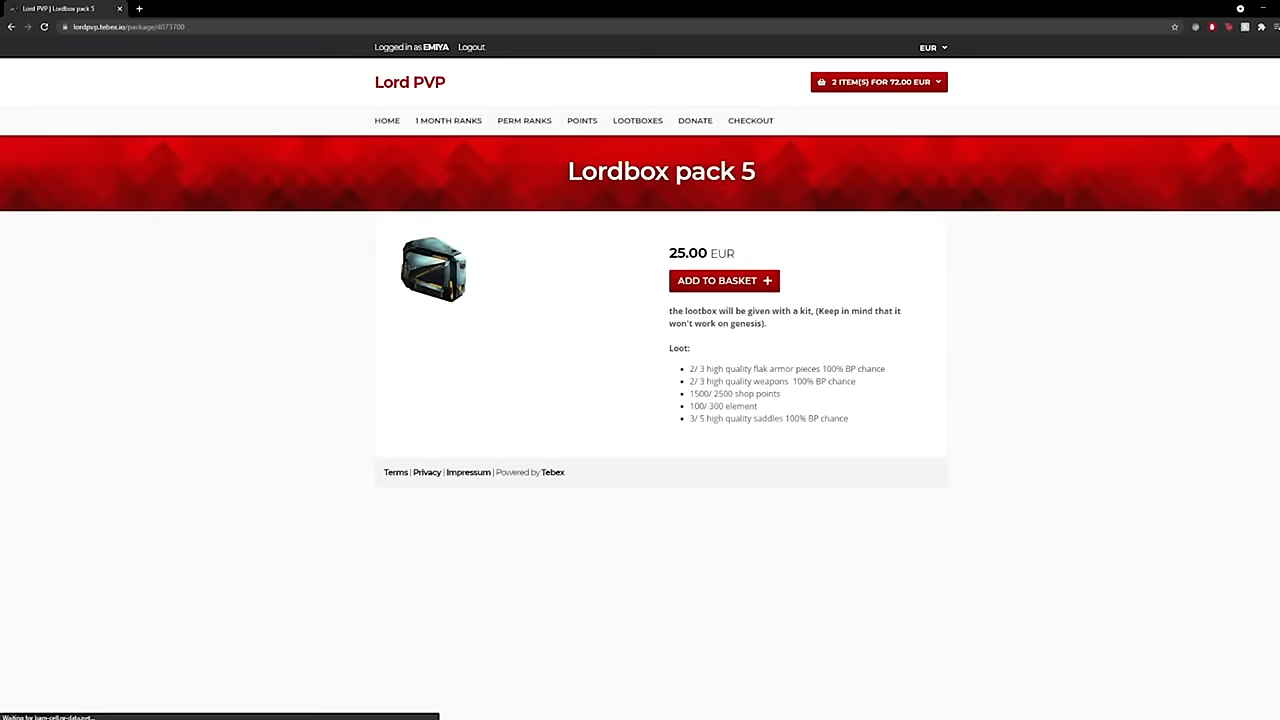 Lord PVP | Lordbox pack 5
lordpvp.tebex.io/package/4073700
Logged in as EMIYA Logout
EUR
Lord PVP
2 ITEM(S) FOR 72.00 EUR
HOME 1 MONTH RANKS PERM RANKS POINTS LOOTBOXES DONATE CHECKOUT
Lordbox pack 5
25.00 EUR
ADD TO BASKET +
the lootbox will be given with a kit, (Keep in mind that it
won't work on genesis).
Loot:
2/ 3 high quality flak armor pieces 100% BP chance
2/ 3 high quality weapons 100% BP chance
1500/ 2500 shop points
100/ 300 element
3/ 5 high quality saddles 100% BP chance
Terms | Privacy | Impressum | Powered by Tebex
Waiting for